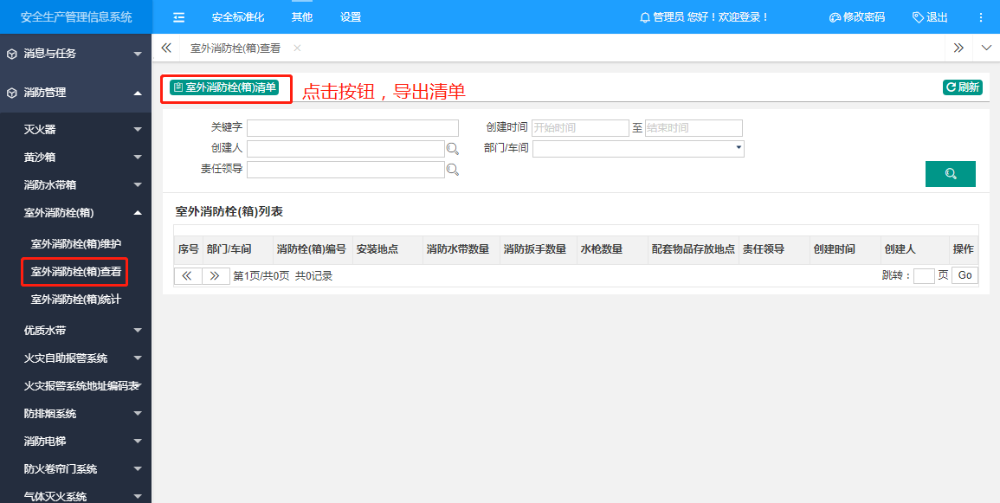 安全生产管理信息系统
安全标准化 其他 设置
管理员 您好！欢迎登录！
修改密码 退出
消息与任务
消防管理
灭火器
黄沙箱
消防水带箱
室外消防栓(箱)
室外消防栓(箱)维护
室外消防栓(箱)查看
室外消防栓(箱)统计
优质水带
火灾自助报警系统
火灾报警系统地址编码表
防排烟系统
消防电梯
防火卷帘门系统
气体灭火系统
室外消防栓(箱)查看
室外消防栓(箱)清单
点击按钮，导出清单
刷新
关键字
创建时间 开始时间 至 结束时间
创建人
部门/车间
责任领导
室外消防栓(箱)列表
序号 部门/车间 消防栓(箱)编号 安装地点 消防水带数量 消防扳手数量 水枪数量 配套物品存放地点 责任领导 创建时间 创建人 操作
第1页/共0页 共0记录
跳转： 页 Go